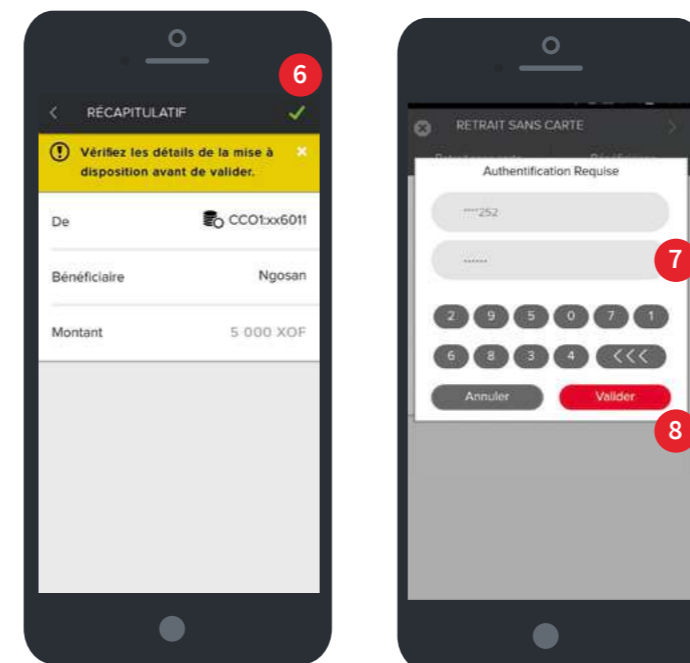 6
RÉCAPITULATIF
Vérifiez les détails de la mise à
disposition avant de valider.
De CCO1:xx6011
Bénéficiaire Ngosan
Montant 5 000 XOF
RETRAIT SANS CARTE
Authentification Requise
****252
******
7
2 9 5 0 7 1
6 8 3 4 <<<
Annuler Valider
8